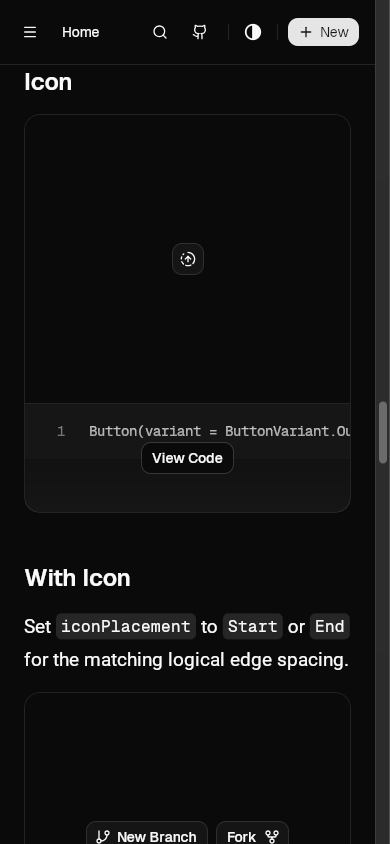 Home
New
Icon
1 Button(variant = ButtonVariant.Ou
View Code
With Icon
Set iconPlacement to Start or End
for the matching logical edge spacing.
New Branch
Fork